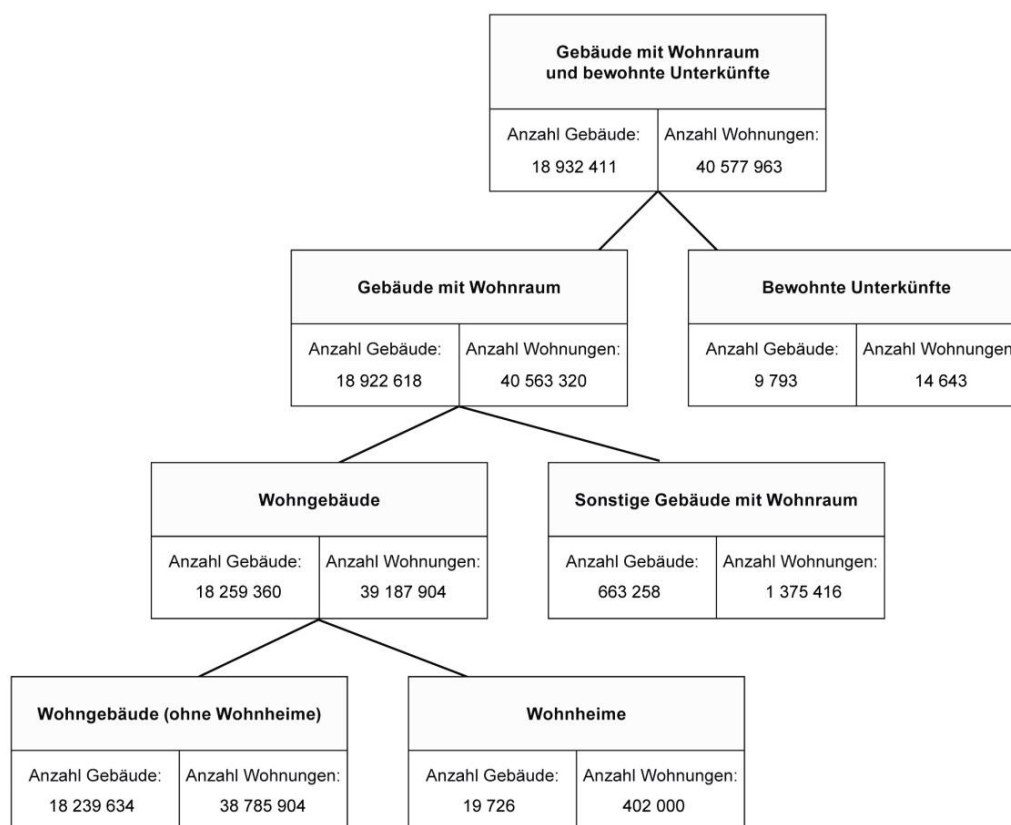 Gebäude mit Wohnraum
und bewohnte Unterkünfte
Anzahl Gebäude:
18 932 411
Anzahl Wohnungen:
40 577 963
Gebäude mit Wohnraum
Anzahl Gebäude:
18 922 618
Anzahl Wohnungen:
40 563 320
Bewohnte Unterkünfte
Anzahl Gebäude:
9 793
Anzahl Wohnungen:
14 643
Wohngebäude
Anzahl Gebäude:
18 259 360
Anzahl Wohnungen:
39 187 904
Sonstige Gebäude mit Wohnraum
Anzahl Gebäude:
663 258
Anzahl Wohnungen:
1 375 416
Wohngebäude (ohne Wohnheime)
Anzahl Gebäude:
18 239 634
Anzahl Wohnungen:
38 785 904
Wohnheime
Anzahl Gebäude:
19 726
Anzahl Wohnungen:
402 000